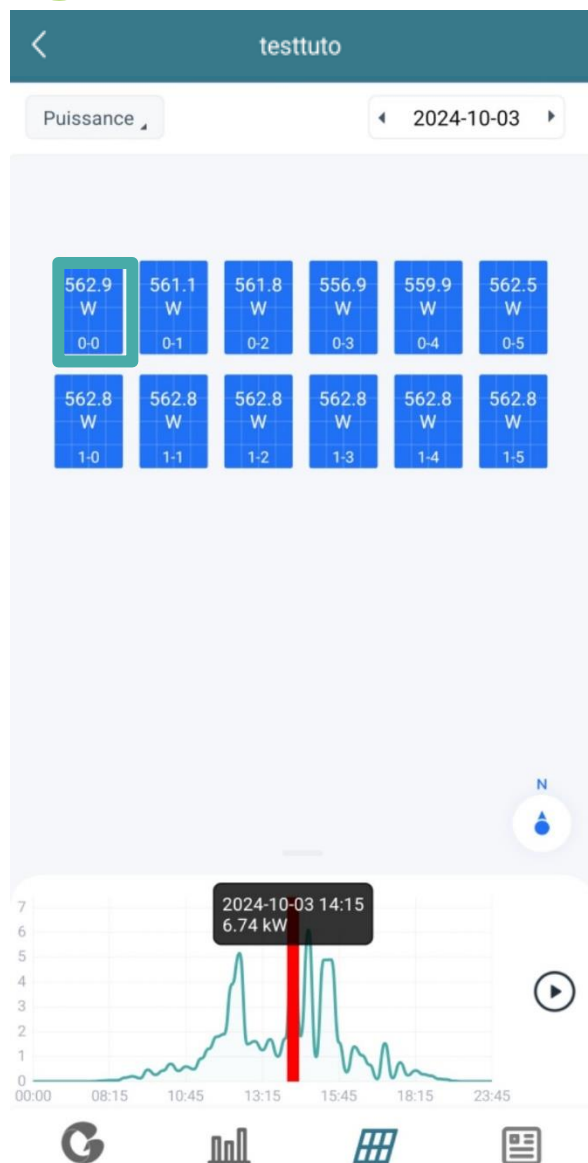 testtuto
Puissance
2024-10-03
562.9 561.1 561.8 556.9 559.9 562.5
W W W W W W
0-0 0-1 0-2 0-3 0-4 0-5
562.8 562.8 562.8 562.8 562.8 562.8
W W W W W W
1-0 1-1 1-2 1-3 1-4 1-5
N
2024-10-03 14:15
6.74 kW
7
6
5
4
3
2
1
0
00:00 08:15 10:45 13:15 15:45 18:15 23:45